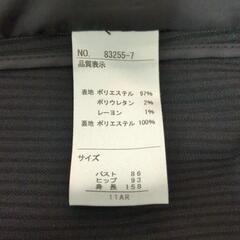 NO. 83255-7
品質表示
表地 ポリエステル 97%
ポリウレタン 2%
レーヨン 1%
裏地 ポリエステル 100%
サイズ
バスト 86
ヒップ 93
身長 158
11AR